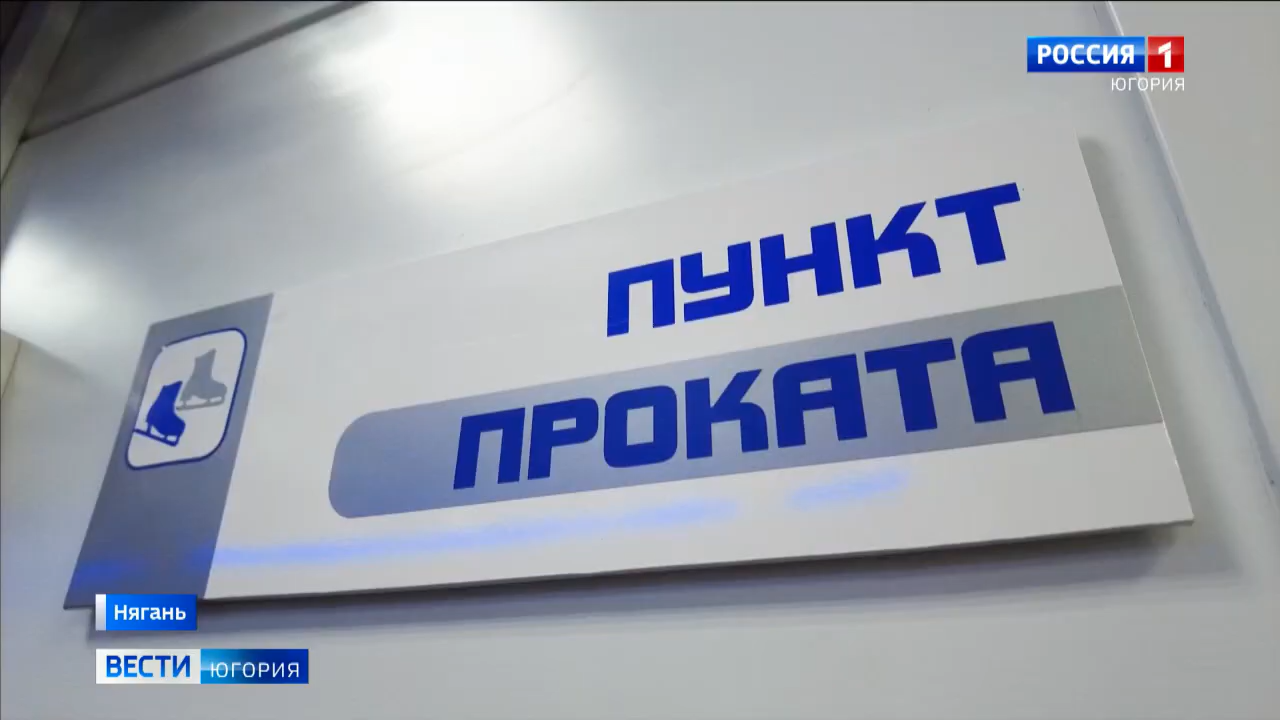 РОССИЯ 1
ЮГОРИЯ
ПУНКТ
ПРОКАТА
Нягань
ВЕСТИ ЮГОРИЯ